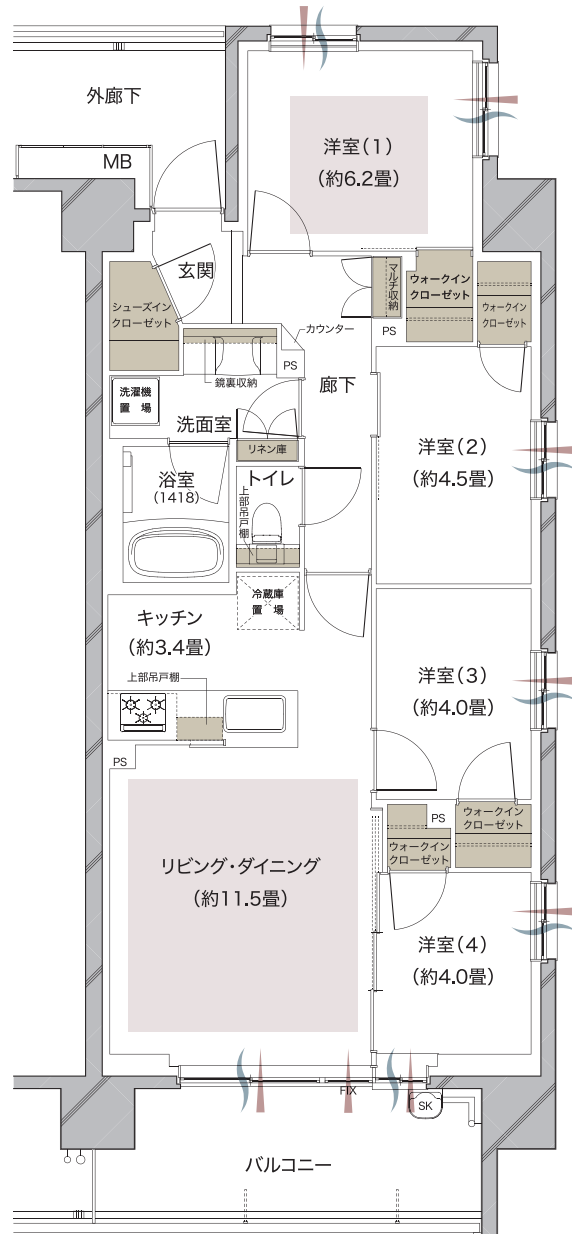 外廊下
MB
洋室(1)
(約6.2畳)
玄関
シューズイン
クローゼット
マルチ収納
ウォークイン
クローゼット
ウォークイン
クローゼット
カウンター
PS
PS
鏡裏収納
廊下
洗濯機
置場
洗面室
リネン庫
洋室(2)
(約4.5畳)
浴室
(1418)
トイレ
上部吊戸棚
冷蔵庫
置場
キッチン
(約3.4畳)
上部吊戸棚
洋室(3)
(約4.0畳)
PS
PS
ウォークイン
クローゼット
ウォークイン
クローゼット
リビング・ダイニング
(約11.5畳)
洋室(4)
(約4.0畳)
FIX
SK
バルコニー